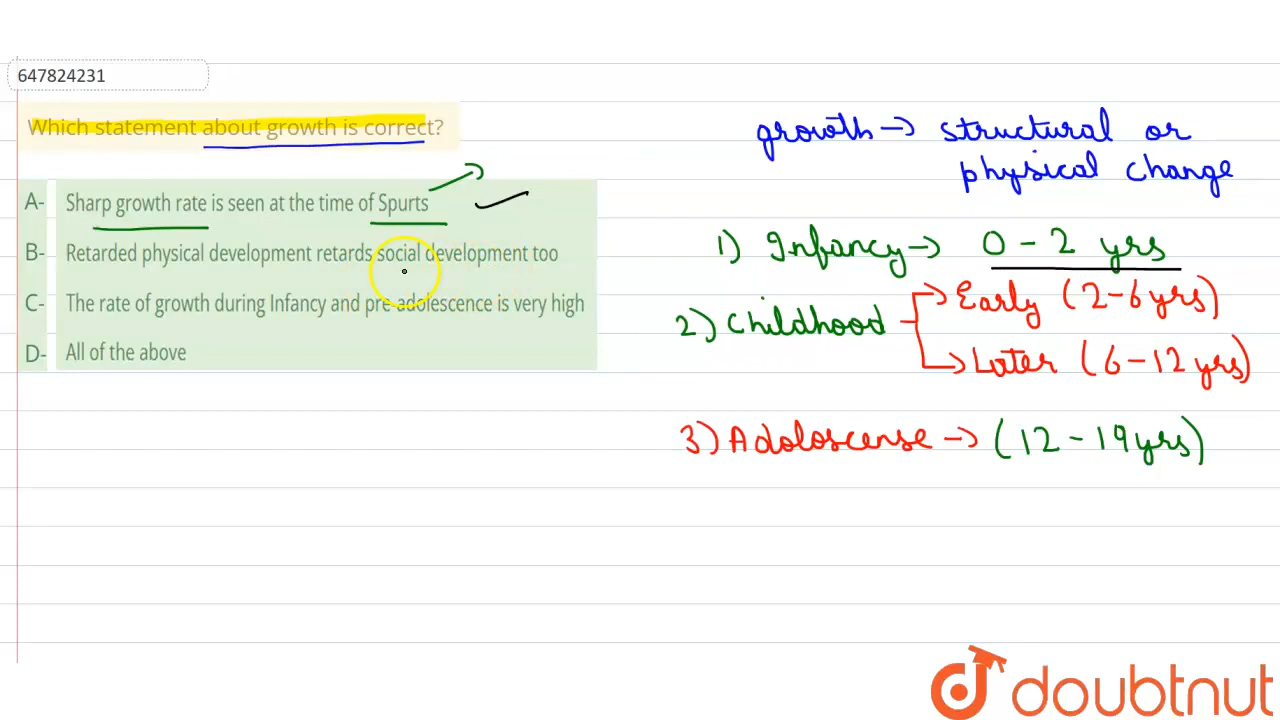 647824231
Which statement about growth is correct?
A- Sharp growth rate is seen at the time of Spurts
B- Retarded physical development retards social development too
C- The rate of growth during Infancy and pre-adolescence is very high
D- All of the above
growth → structural or
physical change
1) Infancy → 0 - 2 yrs
2) Childhood → Early (2-6 yrs)
→ Later (6-12 yrs)
3) Adoloscense → (12-19 yrs)
doubtnut